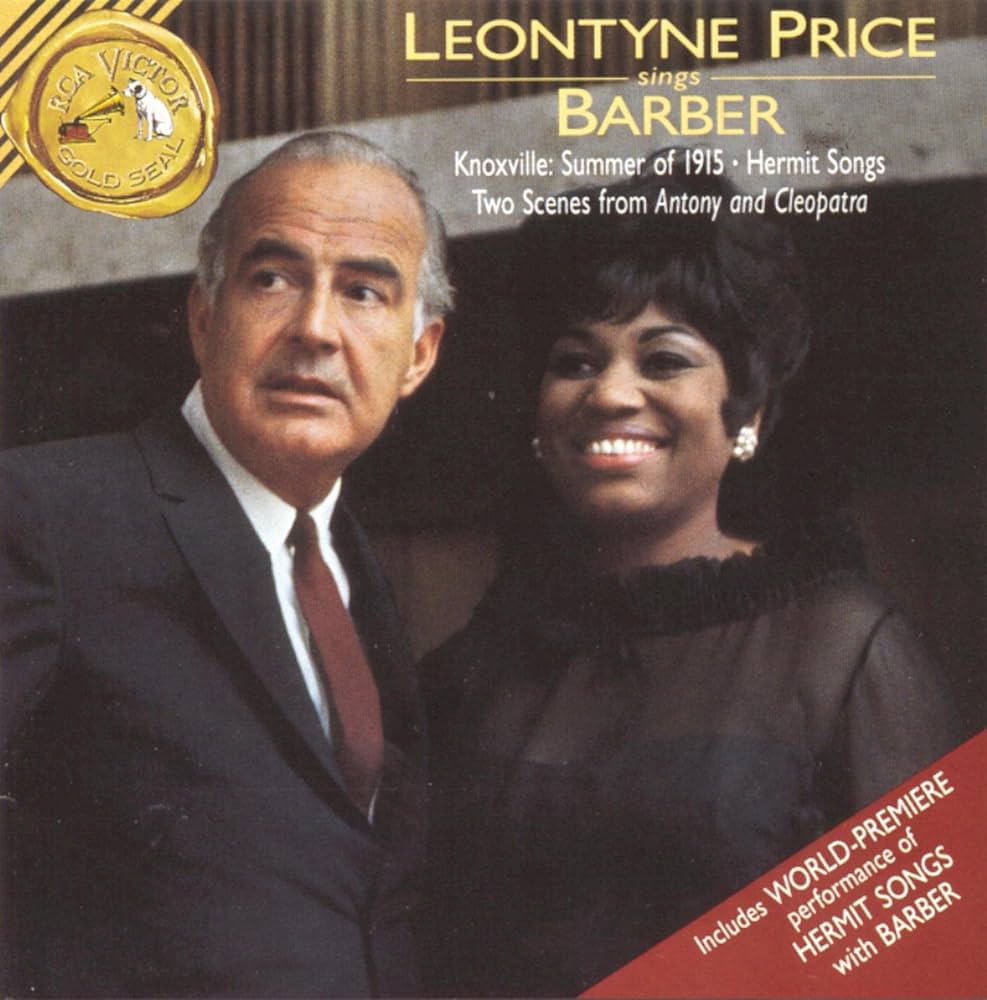 RCA VICTOR
GOLD SEAL
LEONTYNE PRICE
sings
BARBER
Knoxville: Summer of 1915 · Hermit Songs
Two Scenes from Antony and Cleopatra
Includes WORLD-PREMIERE
performance of
HERMIT SONGS
with BARBER